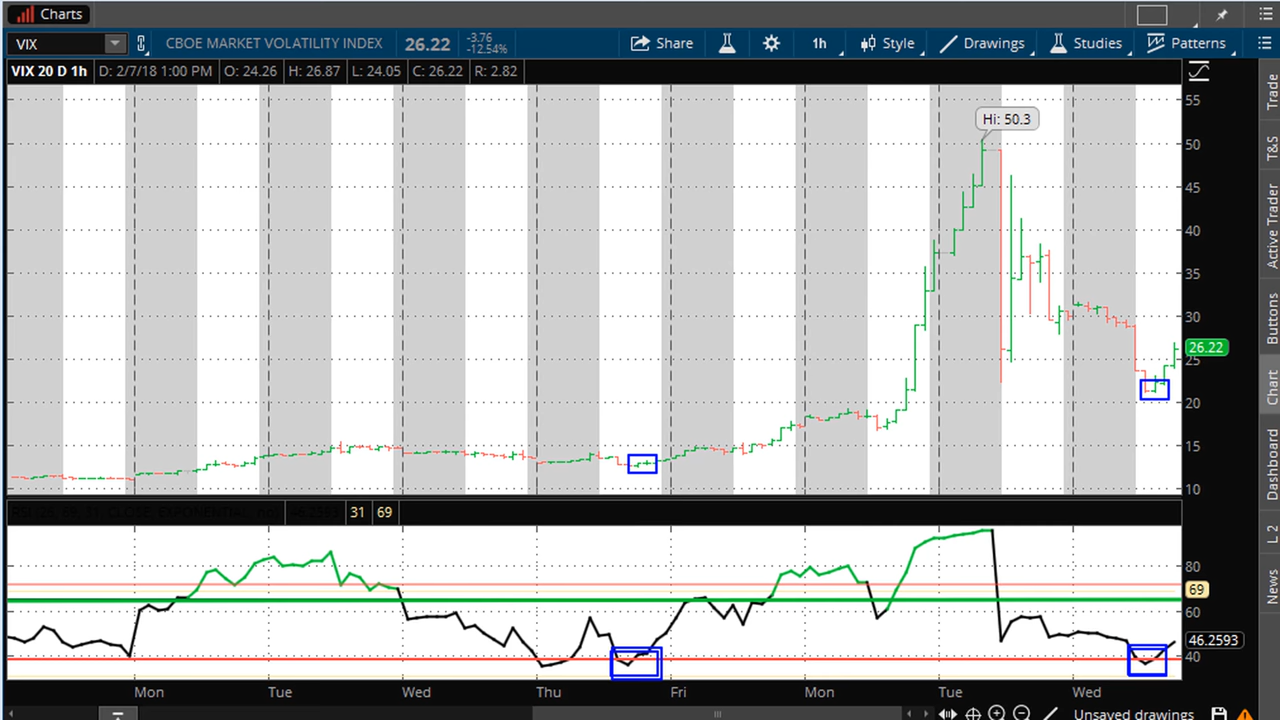 Charts
VIX
CBOE MARKET VOLATILITY INDEX
26.22
-3.76
-12.54%
Share
1h
Style
Drawings
Studies
Patterns
VIX 20 D 1h
D: 2/7/18 1:00 PM
O: 24.26
H: 26.87
L: 24.05
C: 26.22
R: 2.82
Hi: 50.3
55
50
45
40
35
30
26.22
25
20
15
10
46.2593
31
69
80
69
60
46.2593
40
Mon
Tue
Wed
Thu
Fri
Mon
Tue
Wed
Unsaved drawings
Trade
T&S
Active Trader
Buttons
Chart
Dashboard
L 2
News